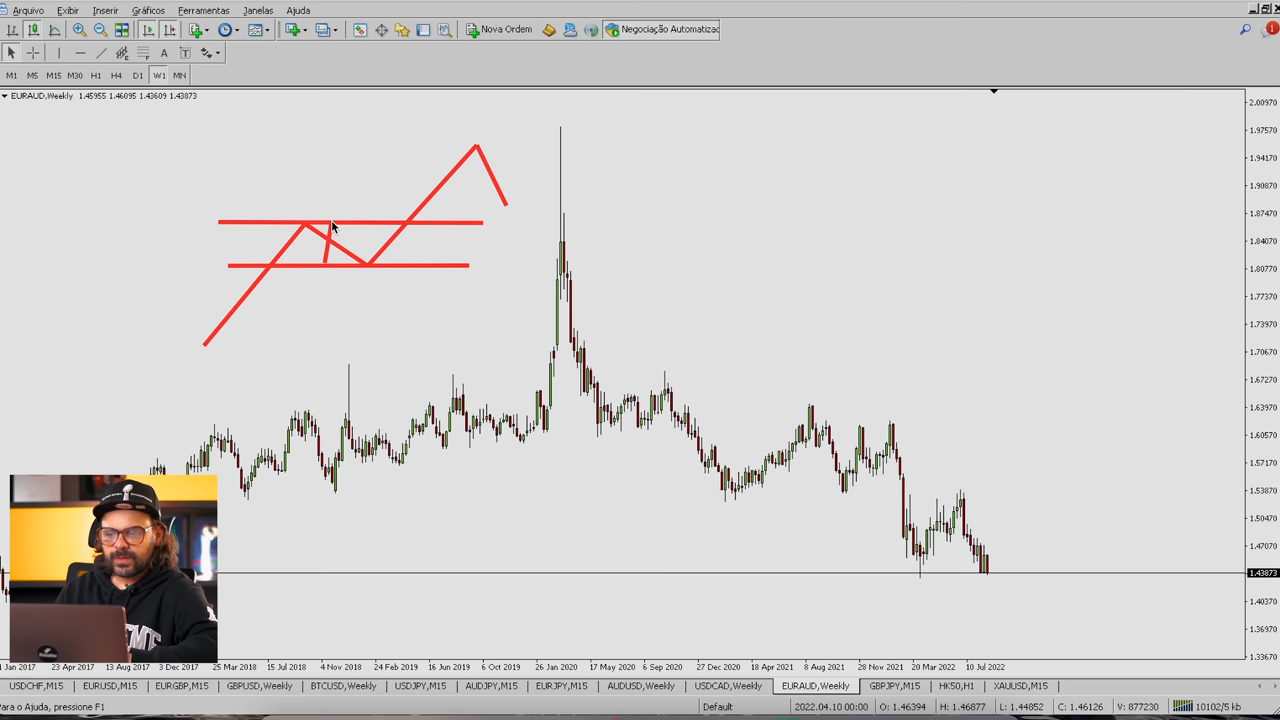 Arquivo Exibir Inserir Gráficos Ferramentas Janelas Ajuda
Nova Ordem Negociação Automatizac
A T
M1 M5 M15 M30 H1 H4 D1 W1 MN
EURAUD,Weekly 1.45955 1.46095 1.43609 1.43873
2.00970
1.97570
1.94170
1.90870
1.87470
1.84070
1.80770
1.77370
1.73970
1.70670
1.67270
1.63970
1.60570
1.57170
1.53870
1.50470
1.47070
1.43873
1.40370
1.36970
1.33670
Jan 2017 23 Apr 2017 13 Aug 2017 3 Dec 2017 25 Mar 2018 15 Jul 2018 4 Nov 2018 24 Feb 2019 16 Jun 2019 6 Oct 2019 26 Jan 2020 17 May 2020 6 Sep 2020 27 Dec 2020 18 Apr 2021 8 Aug 2021 28 Nov 2021 20 Mar 2022 10 Jul 2022
USDCHF,M15 EURUSD,M15 EURGBP,M15 GBPUSD,Weekly BTCUSD,Weekly USDJPY,M15 AUDJPY,M15 EURJPY,M15 AUDUSD,Weekly USDCAD,Weekly EURAUD,Weekly GBPJPY,M15 HK50,H1 XAUUSD,M15
Para o Ajuda, pressione F1 Default 2022.04.10 00:00 O: 1.46394 H: 1.46877 L: 1.44852 C: 1.46126 V: 877230 10102/5 kb